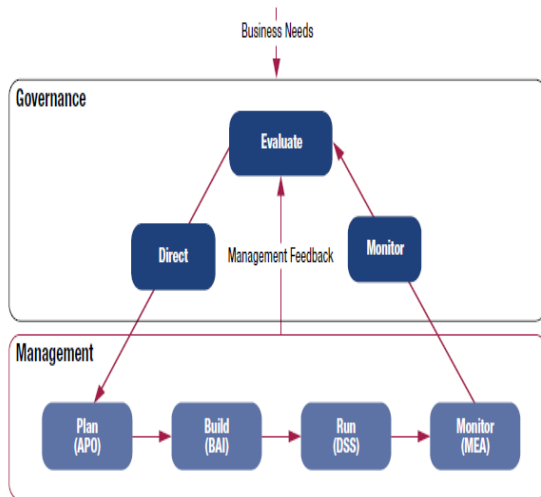 Business Needs
Governance
Evaluate
Direct
Management Feedback
Monitor
Management
Plan
(APO)
Build
(BAI)
Run
(DSS)
Monitor
(MEA)